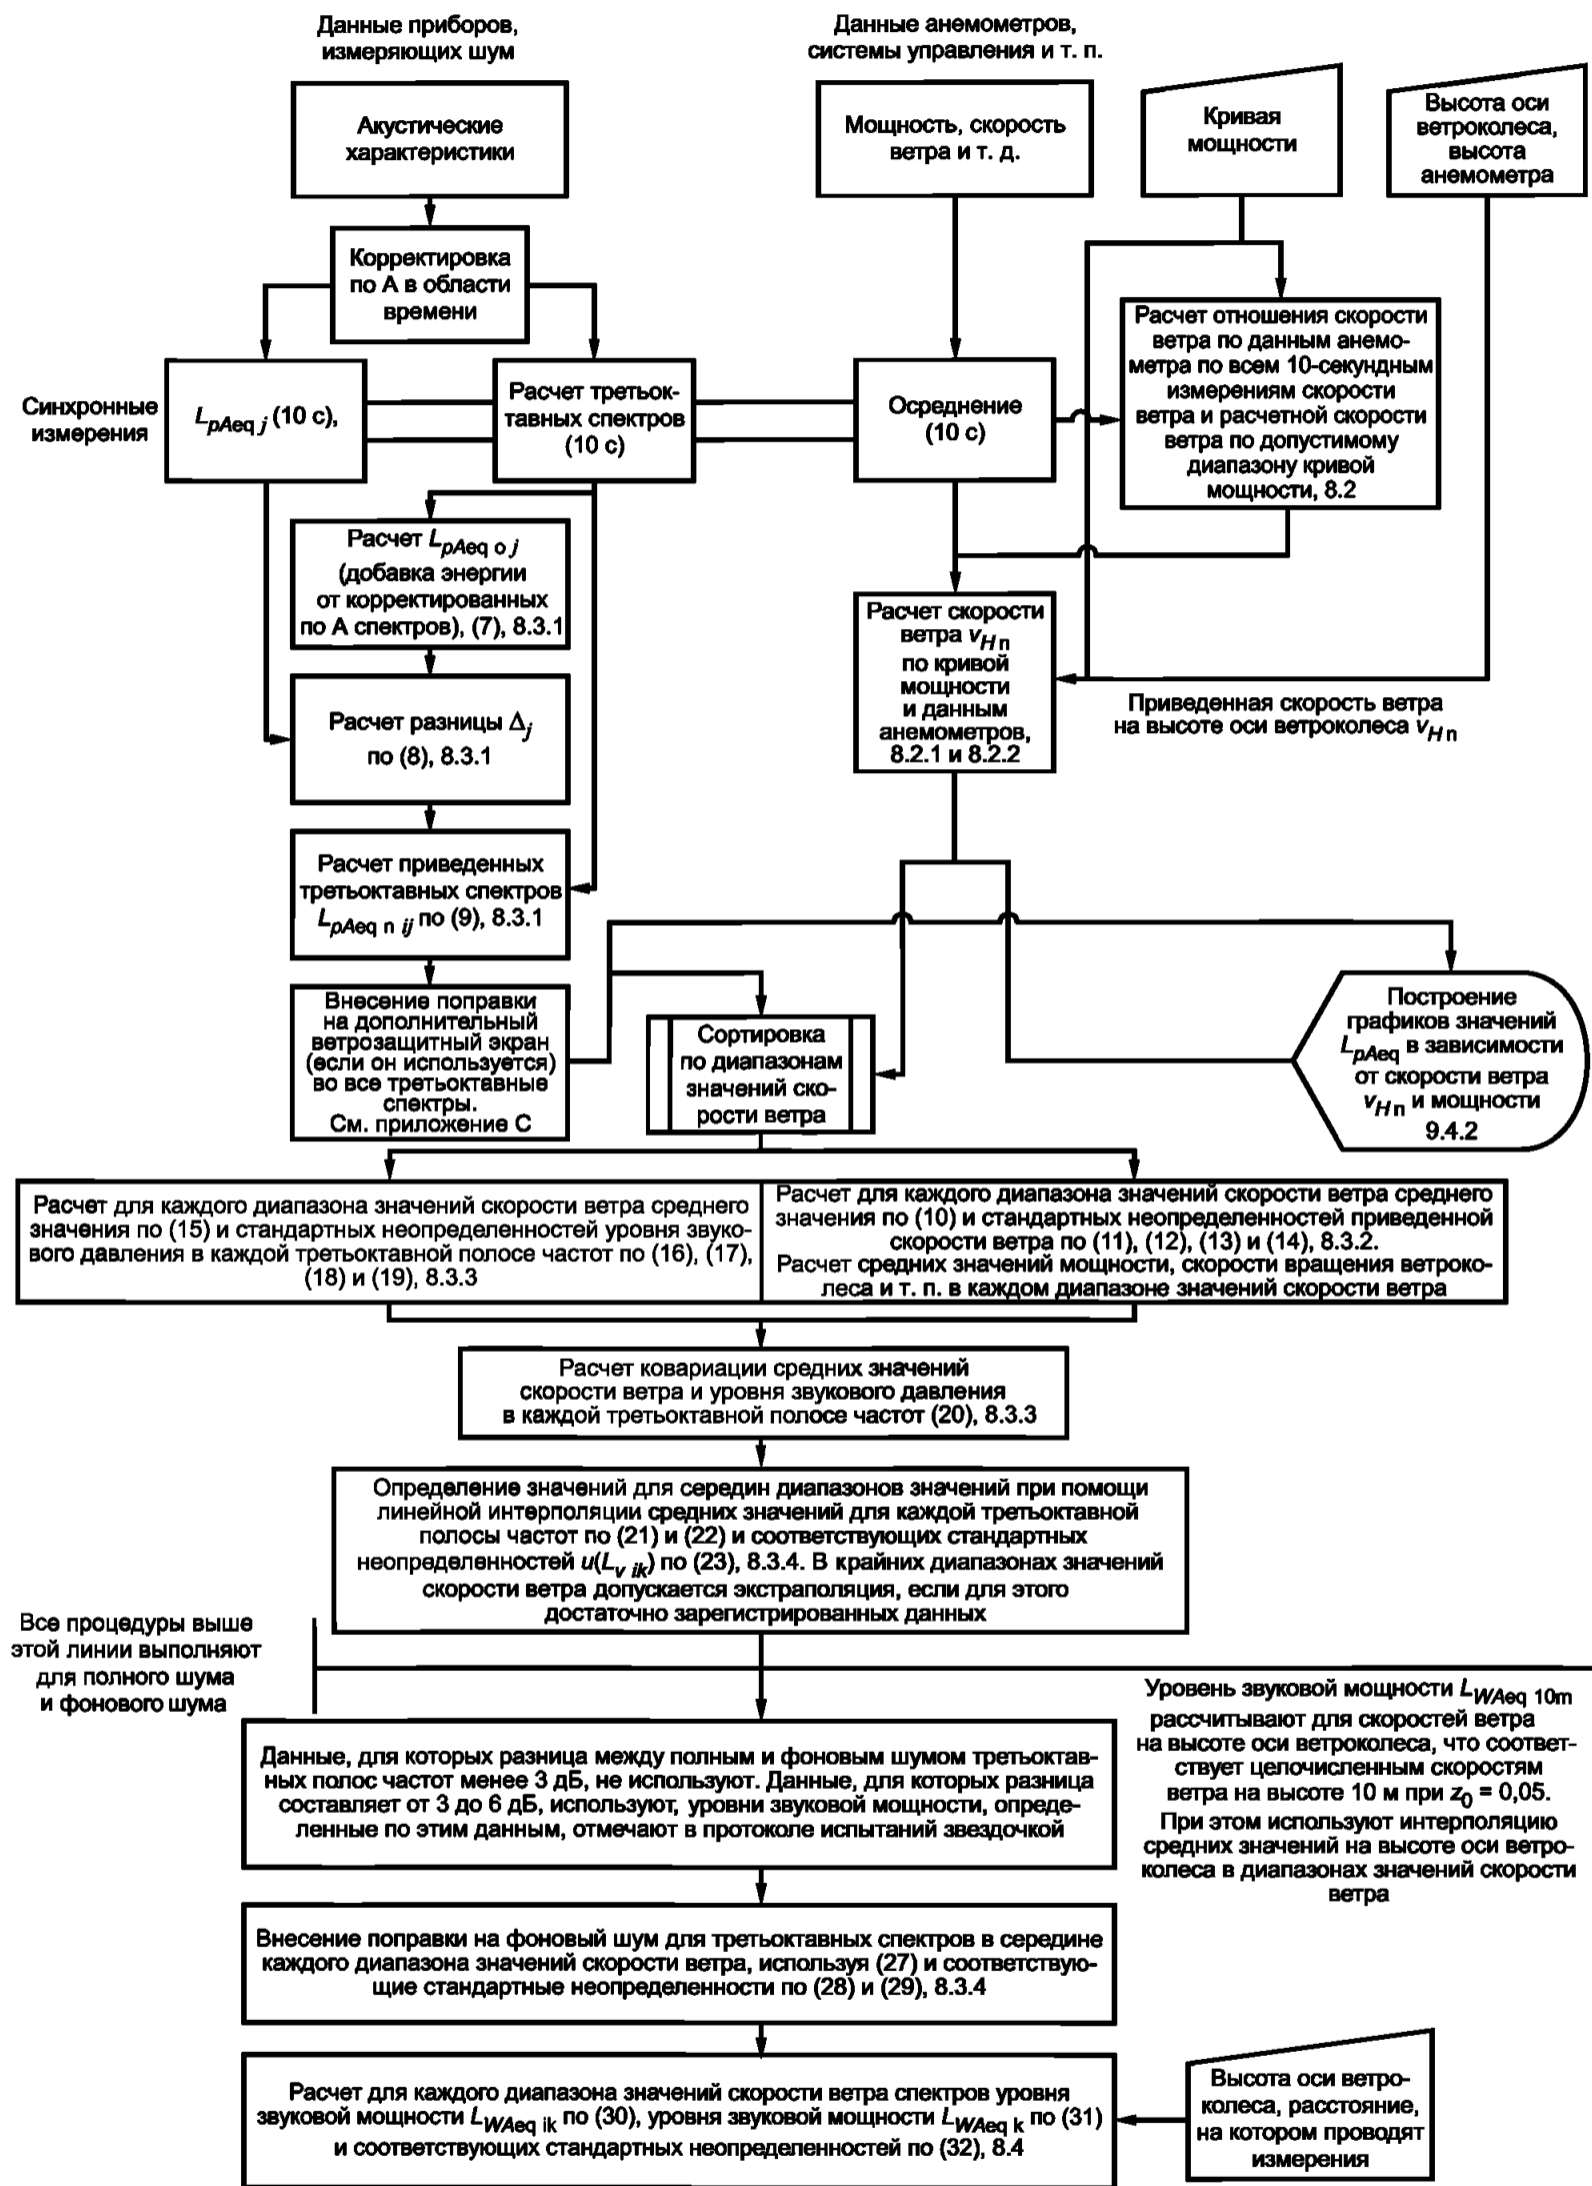 Данные приборов,
измеряющих шум
Данные анемометров,
системы управления и т. п.
Акустические
характеристики
Мощность, скорость
ветра и т. д.
Кривая
мощности
Высота оси
ветроколеса,
высота
анемометра
Корректировка
по А в области
времени
Синхронные
измерения
L_pAeq j (10 с),
Расчет третьок-
тавных спектров
(10 с)
Осреднение
(10 с)
Расчет отношения скорости
ветра по данным анемо-
метра по всем 10-секундным
измерениям скорости
ветра и расчетной скорости
ветра по допустимому
диапазону кривой
мощности, 8.2
Расчет L_pAeq o j
(добавка энергии
от корректированных
по А спектров), (7), 8.3.1
Расчет разницы Δ_j
по (8), 8.3.1
Расчет приведенных
третьоктавных спектров
L_pAeq n ij по (9), 8.3.1
Внесение поправки
на дополнительный
ветрозащитный экран
(если он используется)
во все третьоктавные
спектры.
См. приложение С
Расчет скорости
ветра v_H n
по кривой
мощности
и данным
анемометров,
8.2.1 и 8.2.2
Приведенная скорость ветра
на высоте оси ветроколеса v_H n
Сортировка
по диапазонам
значений ско-
рости ветра
Построение
графиков значений
L_pAeq в зависимости
от скорости ветра
v_H n и мощности
9.4.2
Расчет для каждого диапазона значений скорости ветра среднего
значения по (15) и стандартных неопределенностей уровня звуко-
вого давления в каждой третьоктавной полосе частот по (16), (17),
(18) и (19), 8.3.3
Расчет для каждого диапазона значений скорости ветра среднего
значения по (10) и стандартных неопределенностей приведенной
скорости ветра по (11), (12), (13) и (14), 8.3.2.
Расчет средних значений мощности, скорости вращения ветроко-
леса и т. п. в каждом диапазоне значений скорости ветра
Расчет ковариации средних значений
скорости ветра и уровня звукового давления
в каждой третьоктавной полосе частот (20), 8.3.3
Определение значений для середин диапазонов значений при помощи
линейной интерполяции средних значений для каждой третьоктавной
полосы частот по (21) и (22) и соответствующих стандартных
неопределенностей u(L_v ik) по (23), 8.3.4. В крайних диапазонах значений
скорости ветра допускается экстраполяция, если для этого
достаточно зарегистрированных данных
Все процедуры выше
этой линии выполняют
для полного шума
и фонового шума
Данные, для которых разница между полным и фоновым шумом третьоктав-
ных полос частот менее 3 дБ, не используют. Данные, для которых разница
составляет от 3 до 6 дБ, используют, уровни звуковой мощности, опреде-
ленные по этим данным, отмечают в протоколе испытаний звездочкой
Уровень звуковой мощности L_WAeq 10m
рассчитывают для скоростей ветра
на высоте оси ветроколеса, что соответ-
ствует целочисленным скоростям
ветра на высоте 10 м при z_0 = 0,05.
При этом используют интерполяцию
средних значений на высоте оси ветро-
колеса в диапазонах значений скорости
ветра
Внесение поправки на фоновый шум для третьоктавных спектров в середине
каждого диапазона значений скорости ветра, используя (27) и соответствую-
щие стандартные неопределенности по (28) и (29), 8.3.4
Расчет для каждого диапазона значений скорости ветра спектров уровня
звуковой мощности L_WAeq ik по (30), уровня звуковой мощности L_WAeq k по (31)
и соответствующих стандартных неопределенностей по (32), 8.4
Высота оси ветро-
колеса, расстояние,
на котором проводят
измерения